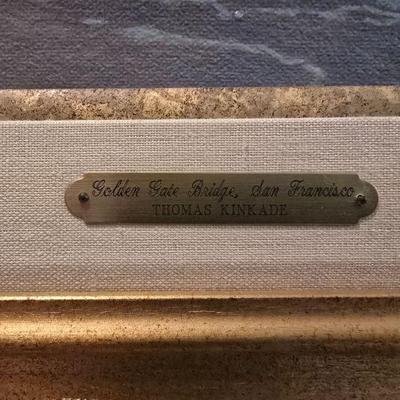 Golden Gate Bridge, San Francisco
THOMAS KINKADE